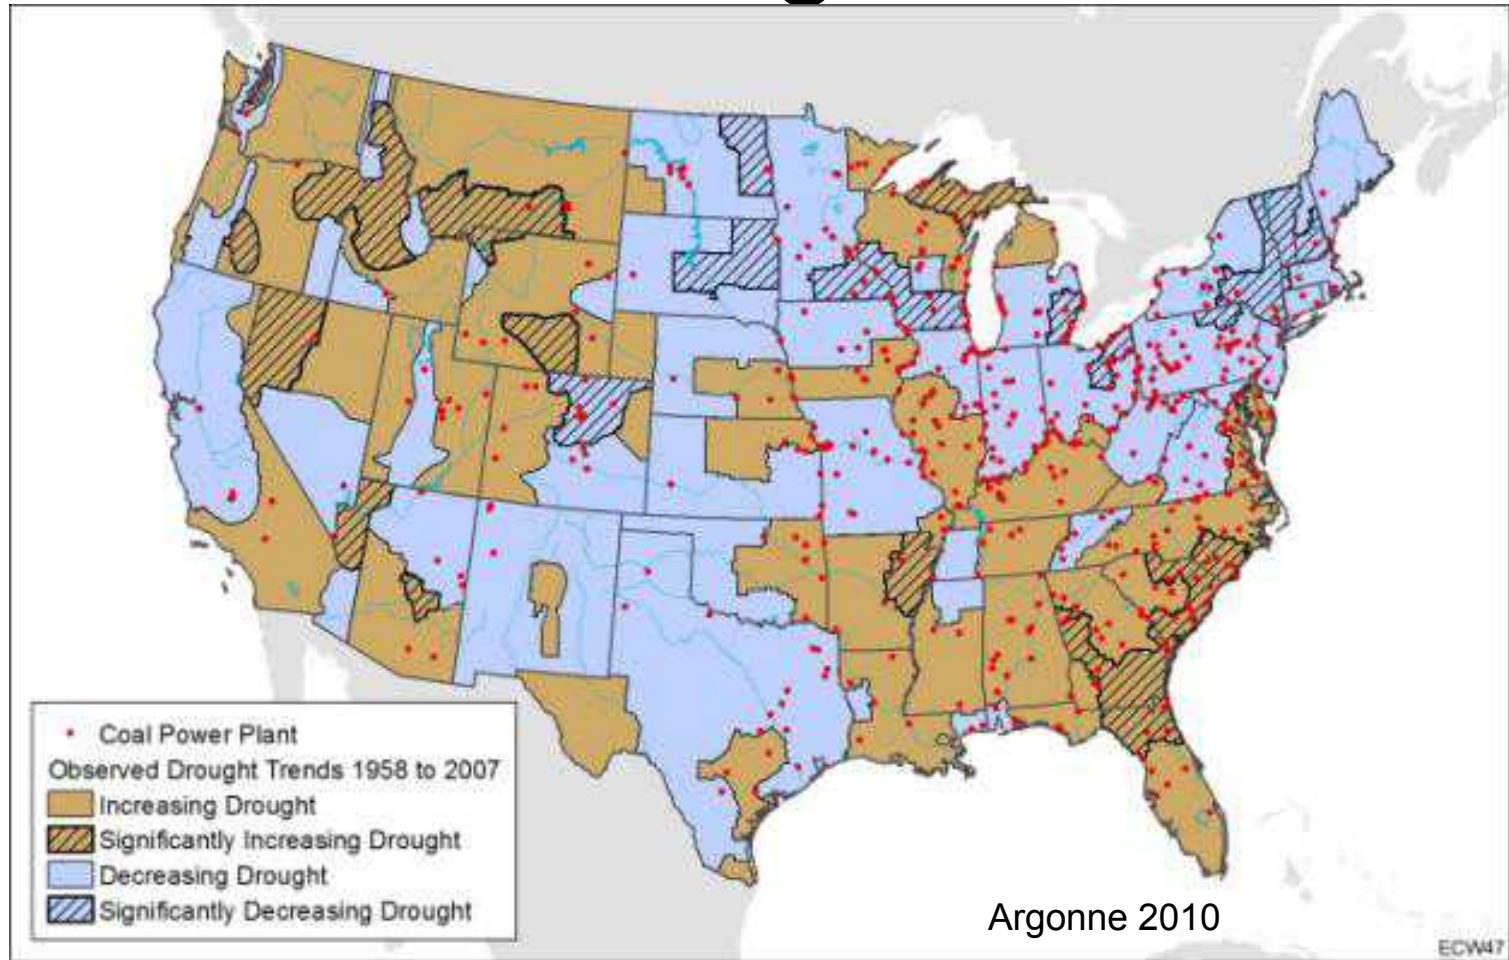 Coal Power Plant
Observed Drought Trends 1958 to 2007
Increasing Drought
Significantly Increasing Drought
Decreasing Drought
Significantly Decreasing Drought
Argonne 2010
ECW47